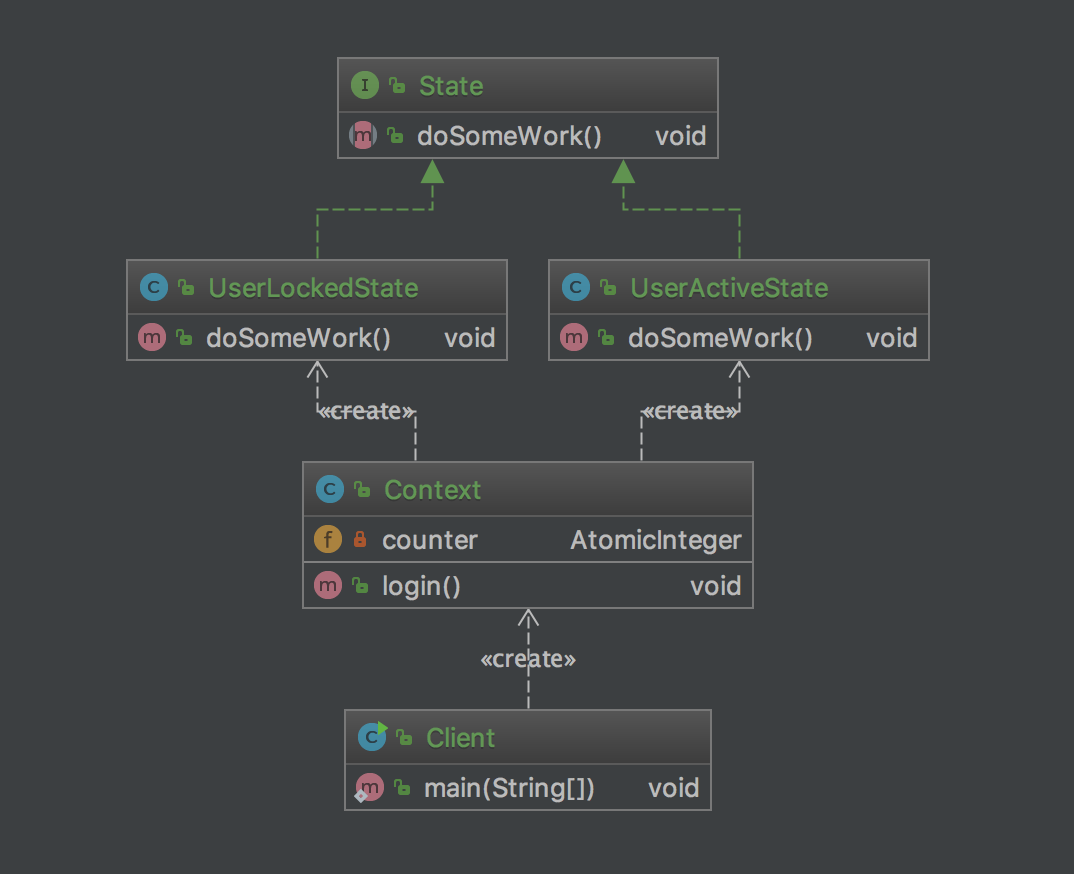 I State
m doSomeWork() void
C UserLockedState
m doSomeWork() void
C UserActiveState
m doSomeWork() void
«create»
«create»
C Context
f counter AtomicInteger
m login() void
«create»
C Client
m main(String[]) void